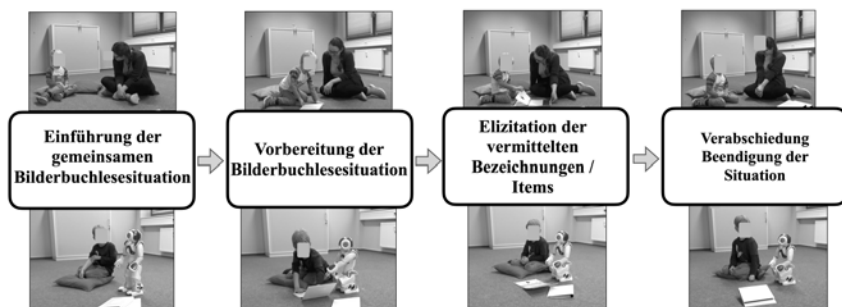 Einführung der
gemeinsamen
Bilderbuchlesesituation
Vorbereitung der
Bilderbuchlesesituation
Elizitation der
vermittelten
Bezeichnungen /
Items
Verabschiedung
Beendigung der
Situation